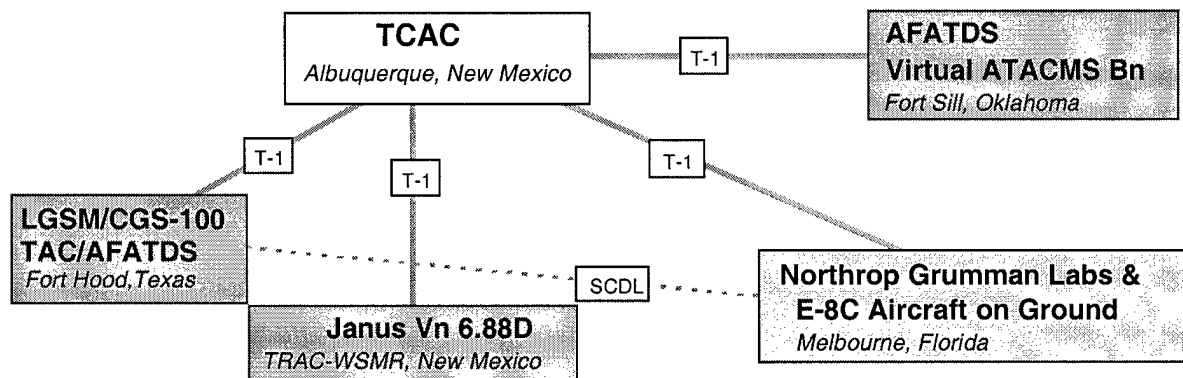 TCAC
Albuquerque, New Mexico
T-1
AFATDS
Virtual ATACMS Bn
Fort Sill, Oklahoma
T-1
T-1
T-1
LGSM/CGS-100
TAC/AFATDS
Fort Hood,Texas
SCDL
Northrop Grumman Labs &
E-8C Aircraft on Ground
Melbourne, Florida
Janus Vn 6.88D
TRAC-WSMR, New Mexico